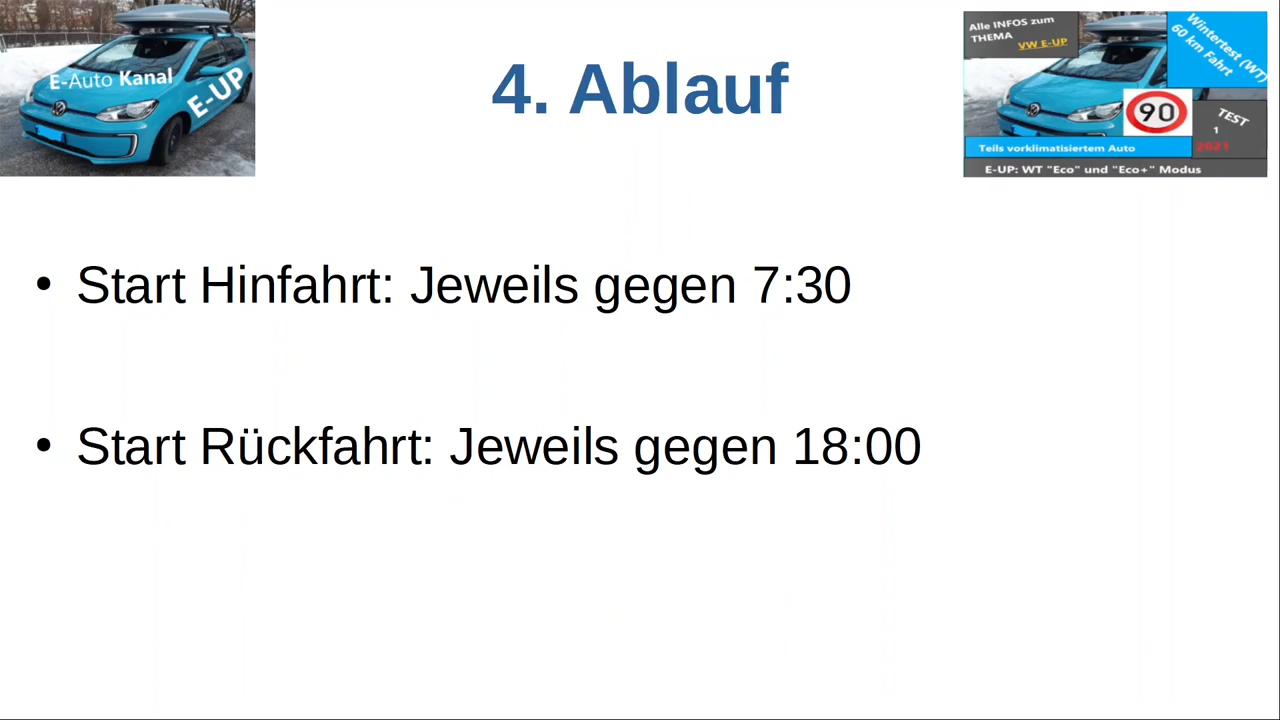 E-Auto Kanal
E-UP
4. Ablauf
Alle INFOS zum
THEMA
VW E-UP
Wintertest (WT)
60 km Fahrt
90
TEST
1
2021
Teils vorklimatisiertem Auto
E-UP: WT "Eco" und "Eco+" Modus
• Start Hinfahrt: Jeweils gegen 7:30
• Start Rückfahrt: Jeweils gegen 18:00